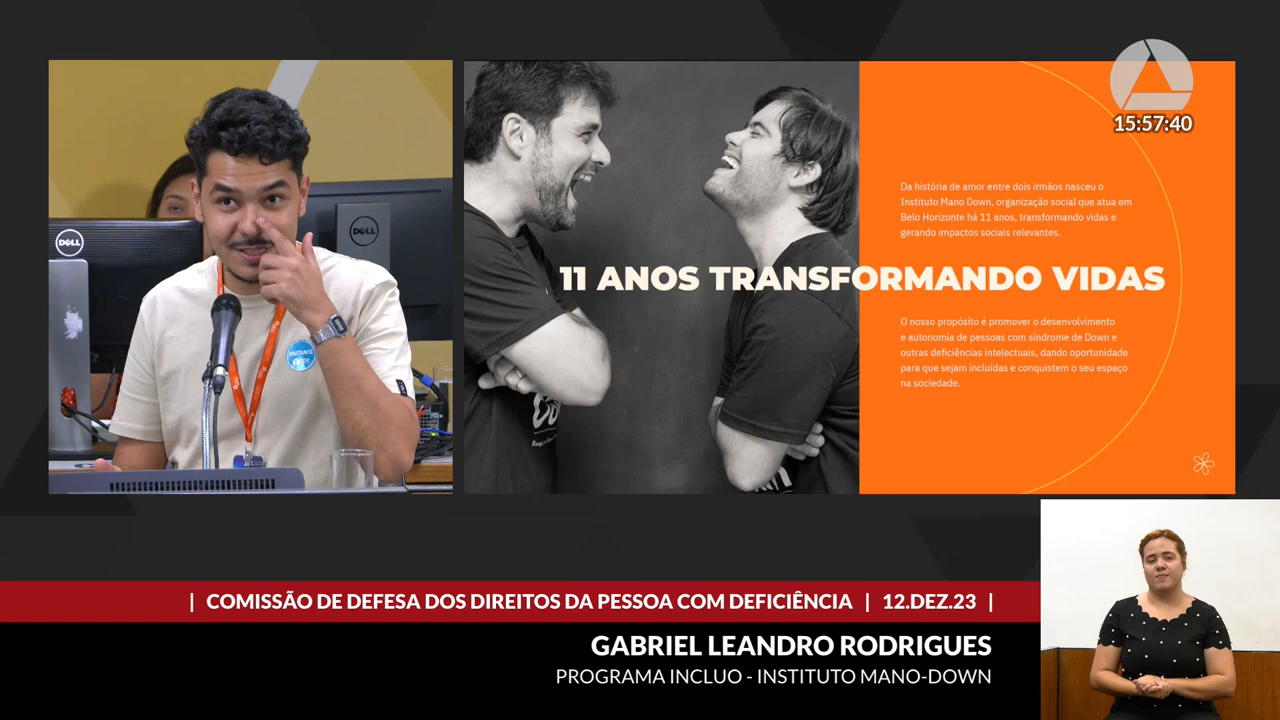 DELL
DELL
VISITANTE
15:57:40
Da história de amor entre dois irmãos nasceu o
Instituto Mano Down, organização social que atua em
Belo Horizonte há 11 anos, transformando vidas e
gerando impactos sociais relevantes.
11 ANOS TRANSFORMANDO VIDAS
O nosso propósito é promover o desenvolvimento
e autonomia de pessoas com síndrome de Down e
outras deficiências intelectuais, dando oportunidade
para que sejam incluídas e conquistem o seu espaço
na sociedade.
| COMISSÃO DE DEFESA DOS DIREITOS DA PESSOA COM DEFICIÊNCIA | 12.DEZ.23 |
GABRIEL LEANDRO RODRIGUES
PROGRAMA INCLUO - INSTITUTO MANO-DOWN